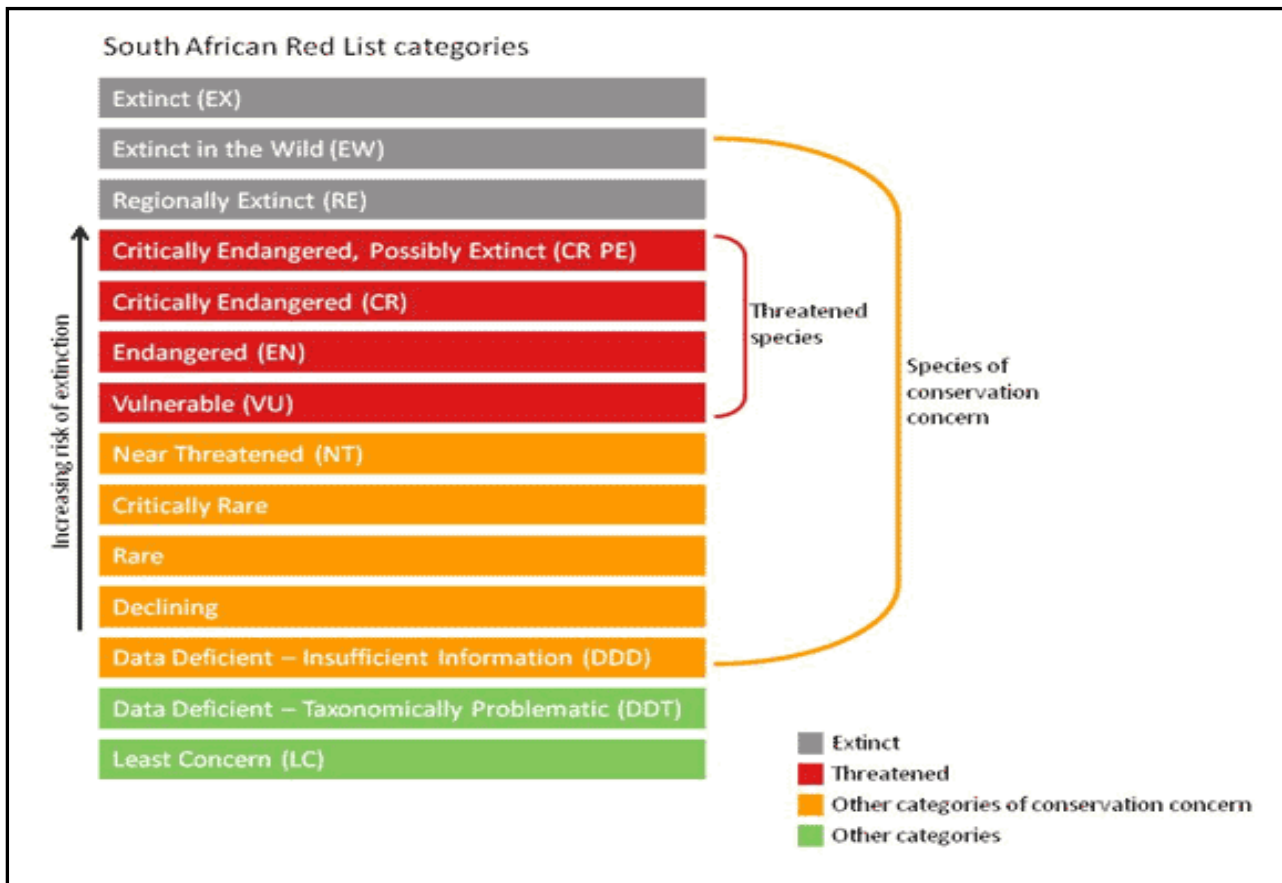 South African Red List categories
Extinct (EX)
Extinct in the Wild (EW)
Regionally Extinct (RE)
Critically Endangered, Possibly Extinct (CR PE)
Critically Endangered (CR)
Endangered (EN)
Vulnerable (VU)
Near Threatened (NT)
Critically Rare
Rare
Declining
Data Deficient – Insufficient Information (DDD)
Data Deficient – Taxonomically Problematic (DDT)
Least Concern (LC)
Increasing risk of extinction
Threatened
species
Species of
conservation
concern
Extinct
Threatened
Other categories of conservation concern
Other categories